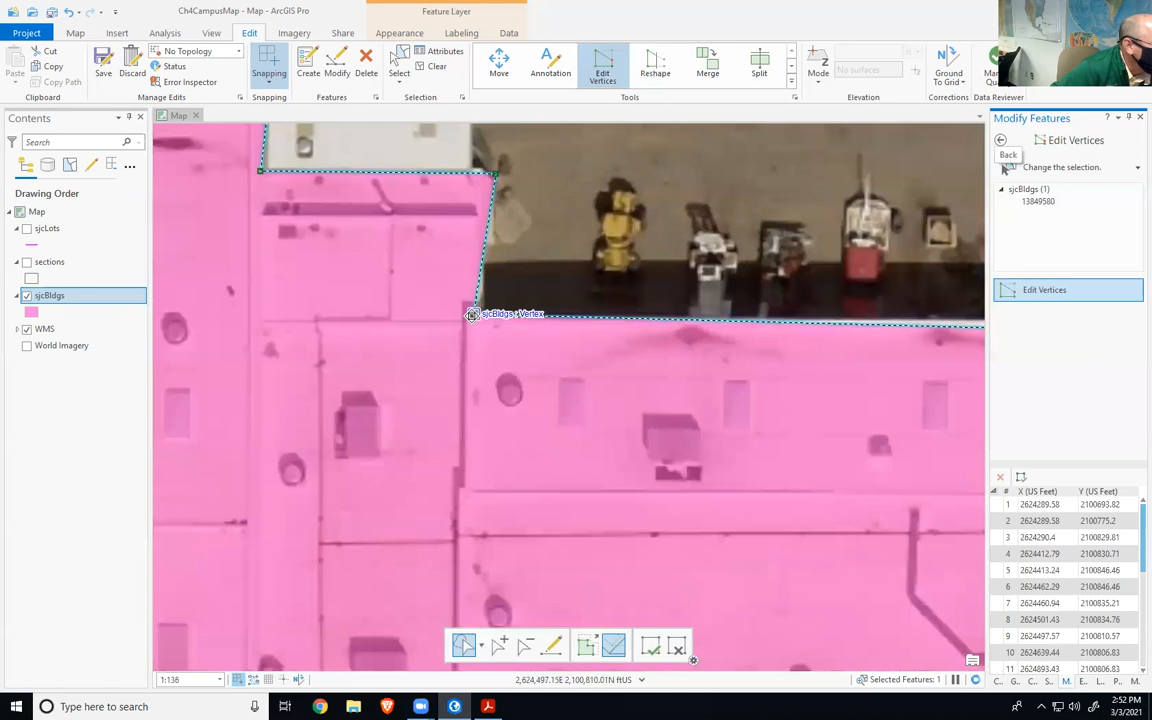 Ch4CampusMap - Map - ArcGIS Pro
Feature Layer
Project Map Insert Analysis View Edit Imagery Share Appearance Labeling Data
Paste
Cut
Copy
Copy Path
Clipboard
Save
Discard
No Topology
Status
Error Inspector
Manage Edits
Snapping
Snapping
Create
Modify
Delete
Features
Select
Attributes
Clear
Selection
Move
Annotation
Edit Vertices
Reshape
Merge
Split
Tools
Mode
No surfaces
Elevation
Ground To Grid
Corrections
Data Reviewer
Contents
Search
Drawing Order
Map
sjcLots
sections
sjcBldgs
WMS
World Imagery
Map
sjcBldgs: Vertex
1:136
2,624,497.15E 2,100,810.01N ftUS
Selected Features: 1
Modify Features
Edit Vertices
Back
Change the selection.
sjcBldgs (1)
13849580
Edit Vertices
# X (US Feet) Y (US Feet)
1 2624289.58 2100693.82
2 2624289.58 2100775.2
3 2624290.4 2100829.81
4 2624412.79 2100830.71
5 2624413.24 2100846.46
6 2624462.29 2100846.46
7 2624460.94 2100835.21
8 2624501.43 2100834.76
9 2624497.57 2100810.57
10 2624639.44 2100806.83
11 2624893.43 2100806.83
C... G... C... S... M. E... L... P... M.
Type here to search
2:52 PM
3/3/2021